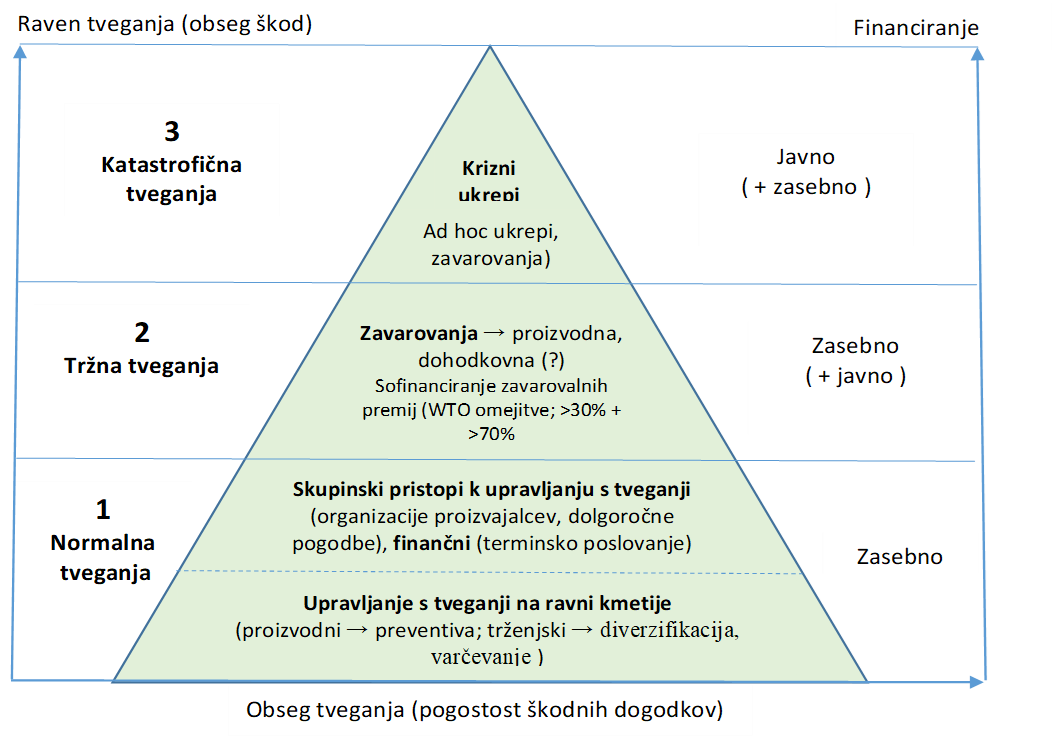 Raven tveganja (obseg škod)
Financiranje
3
Katastrofična
tveganja
Krizni
ukrepi
Ad hoc ukrepi,
zavarovanja)
Javno
( + zasebno )
2
Tržna tveganja
Zavarovanja → proizvodna,
dohodkovna (?)
Sofinanciranje zavarovalnih
premij (WTO omejitve; >30% +
>70%
Zasebno
( + javno )
1
Normalna
tveganja
Skupinski pristopi k upravljanju s tveganji
(organizacije proizvajalcev, dolgoročne
pogodbe), finančni (terminsko poslovanje)
Upravljanje s tveganji na ravni kmetije
(proizvodni → preventiva; trženjski → diverzifikacija,
varčevanje )
Zasebno
Obseg tveganja (pogostost škodnih dogodkov)